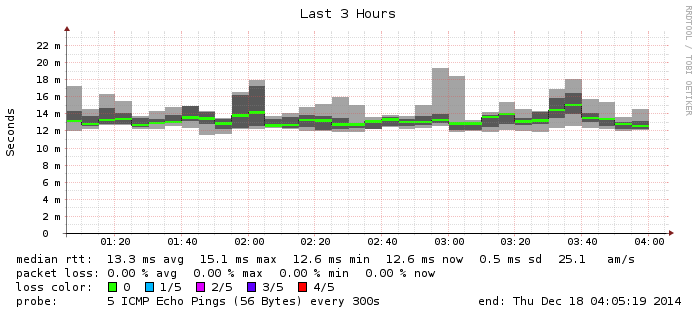 Last 3 Hours
RRDTOOL / TOBI OETIKER
Seconds
22 m
20 m
18 m
16 m
14 m
12 m
10 m
8 m
6 m
4 m
2 m
0
01:20 01:40 02:00 02:20 02:40 03:00 03:20 03:40 04:00
median rtt: 13.3 ms avg 15.1 ms max 12.6 ms min 12.6 ms now 0.5 ms sd 25.1 am/s
packet loss: 0.00 % avg 0.00 % max 0.00 % min 0.00 % now
loss color: 0 1/5 2/5 3/5 4/5
probe: 5 ICMP Echo Pings (56 Bytes) every 300s end: Thu Dec 18 04:05:19 2014